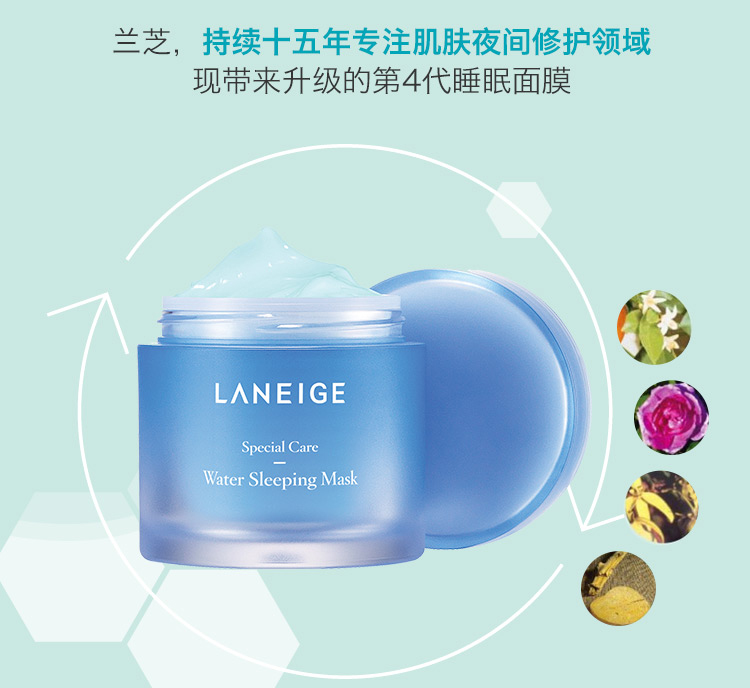 兰芝，持续十五年专注肌肤夜间修护领域
现带来升级的第4代睡眠面膜
LANEIGE
Special Care
Water Sleeping Mask